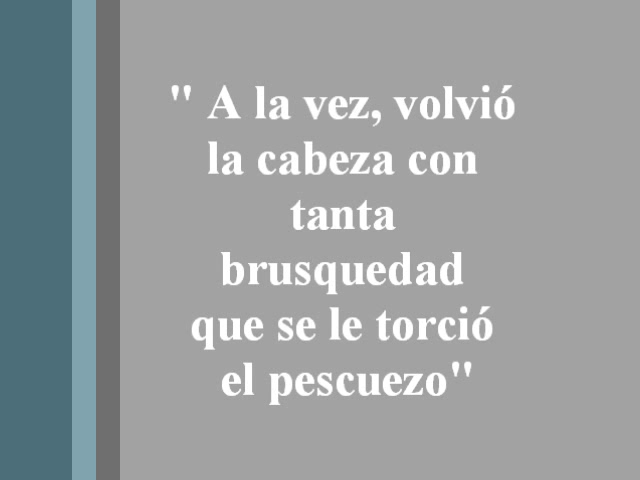 " A la vez, volvió
la cabeza con
tanta
brusquedad
que se le torció
el pescuezo"